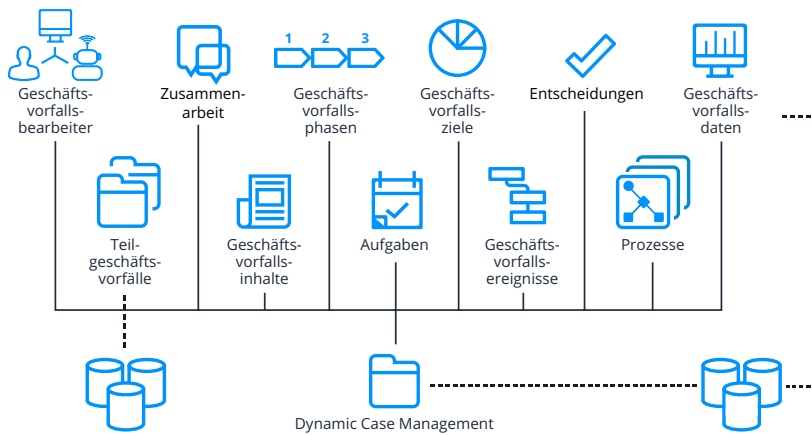 1 2 3
Geschäfts-
vorfalls-
bearbeiter
Zusammen-
arbeit
Geschäfts-
vorfalls-
phasen
Geschäfts-
vorfalls-
ziele
Entscheidungen
Geschäfts-
vorfalls-
daten
Teil-
geschäfts-
vorfälle
Geschäfts-
vorfalls-
inhalte
Aufgaben
Geschäfts-
vorfalls-
ereignisse
Prozesse
Dynamic Case Management